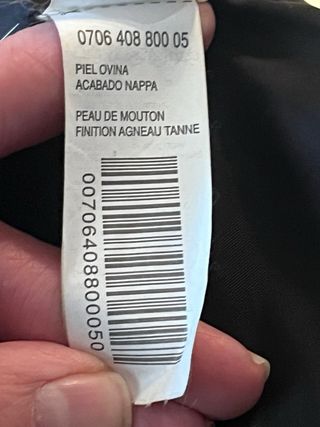 0706 408 800 05
PIEL OVINA
ACABADO NAPPA
PEAU DE MOUTON
FINITION AGNEAU TANNE
00706408800050